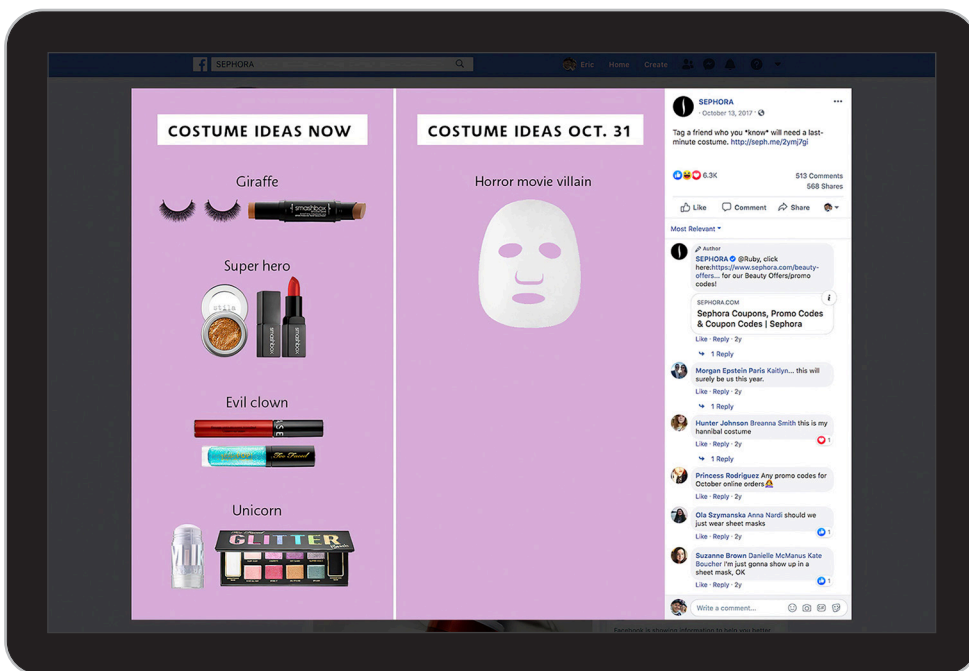 SEPHORA
Eric Home Create
COSTUME IDEAS NOW
Giraffe
smashbox
Super hero
stila
smashbox
smashbox
Evil clown
Too Faced
Unicorn
Too Faced
GLITTER
COSTUME IDEAS OCT. 31
Horror movie villain
SEPHORA
October 13, 2017 ·
Tag a friend who you *know* will need a last-
minute costume. http://seph.me/2ymj7gi
6.3K
513 Comments
568 Shares
Like Comment Share
Most Relevant
Author
SEPHORA @Ruby, click
here:https://www.sephora.com/beauty-
offers... for our Beauty Offers/promo
codes!
SEPHORA.COM
Sephora Coupons, Promo Codes
& Coupon Codes | Sephora
Like · Reply · 2y
1 Reply
Morgan Epstein Paris Kaitlyn... this will
surely be us this year.
Like · Reply · 2y
1 Reply
Hunter Johnson Breanna Smith this is my
hannibal costume
1
Like · Reply · 2y
1 Reply
Princess Rodriguez Any promo codes for
October online orders
Like · Reply · 2y
Ola Szymanska Anna Nardi should we
just wear sheet masks
1
Like · Reply · 2y
Suzanne Brown Danielle McManus Kate
Boucher i'm just gonna show up in a
sheet mask, OK
1
Like · Reply · 2y
Write a comment...